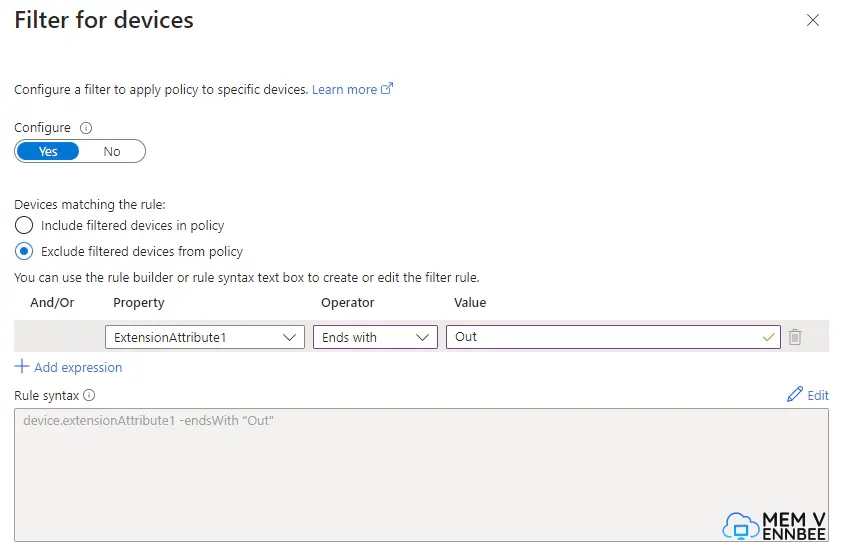 Filter for devices
Configure a filter to apply policy to specific devices. Learn more
Configure
Yes No
Devices matching the rule:
Include filtered devices in policy
Exclude filtered devices from policy
You can use the rule builder or rule syntax text box to create or edit the filter rule.
And/Or Property Operator Value
ExtensionAttribute1 Ends with Out
Add expression
Rule syntax Edit
device.extensionAttribute1 -endsWith "Out"
MEM V
ENNBEE